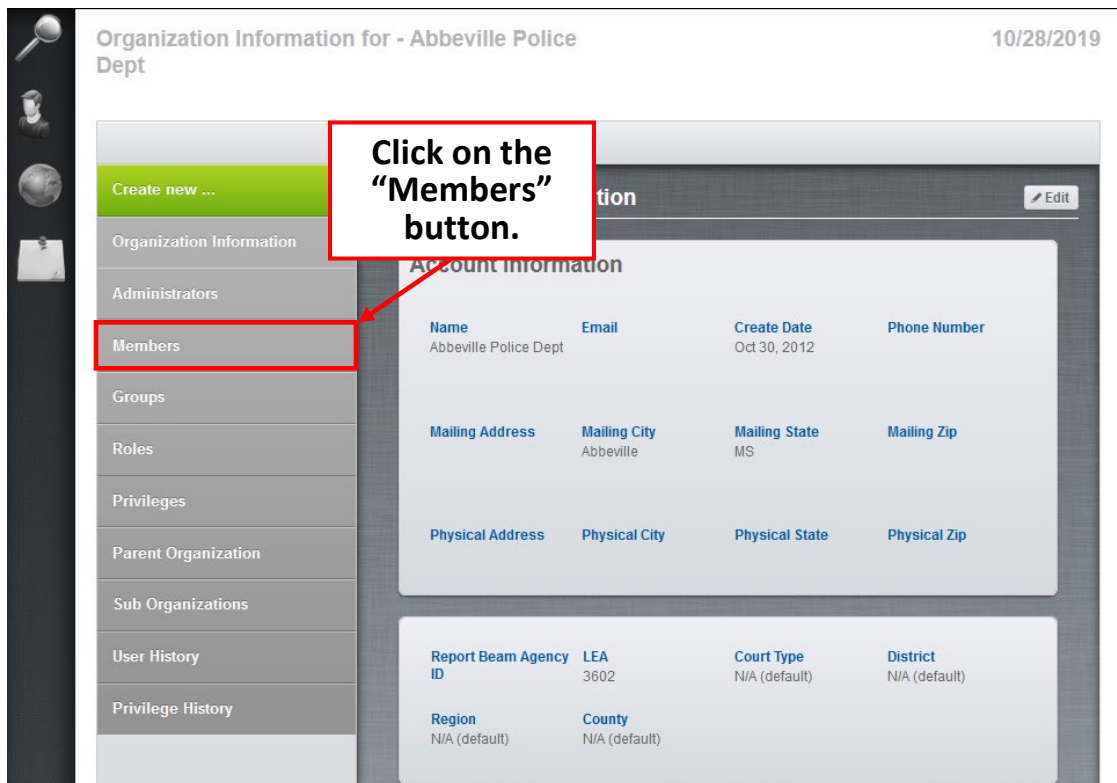 Organization Information for - Abbeville Police
Dept
10/28/2019
Click on the
“Members”
button.
Create new ...
Organization Information
Administrators
Members
Groups
Roles
Privileges
Parent Organization
Sub Organizations
User History
Privilege History
tion
Edit
Account Information
Name Email Create Date Phone Number
Abbeville Police Dept Oct 30, 2012
Mailing Address Mailing City Mailing State Mailing Zip
Abbeville MS
Physical Address Physical City Physical State Physical Zip
Report Beam Agency LEA Court Type District
ID 3602 N/A (default) N/A (default)
Region County
N/A (default) N/A (default)